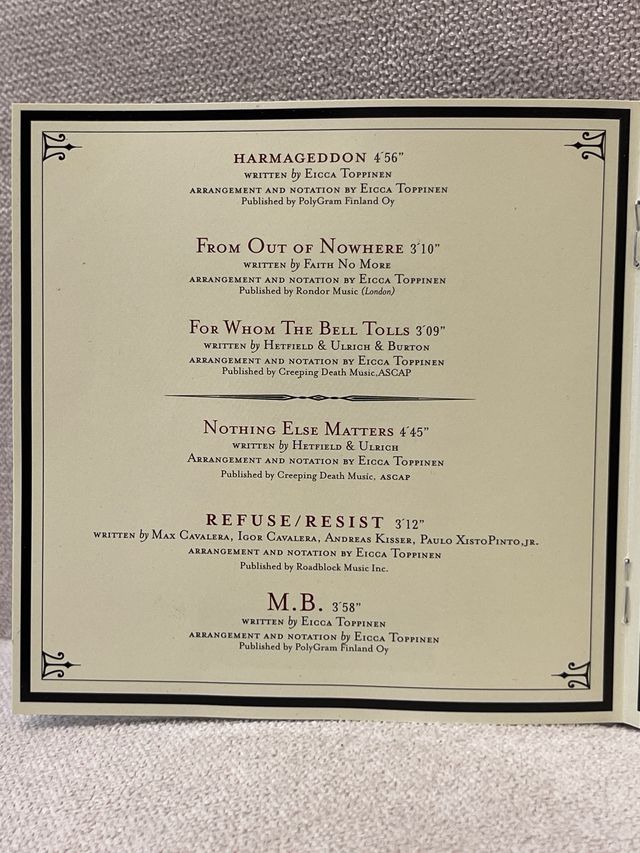 HARMAGEDDON 4´56”
WRITTEN by EICCA TOPPINEN
ARRANGEMENT AND NOTATION BY EICCA TOPPINEN
Published by PolyGram Finland Oy
FROM OUT OF NOWHERE 3´10”
WRITTEN by FAITH NO MORE
ARRANGEMENT AND NOTATION BY EICCA TOPPINEN
Published by Rondor Music (London)
FOR WHOM THE BELL TOLLS 3´09”
WRITTEN by HETFIELD & ULRICH & BURTON
ARRANGEMENT AND NOTATION BY EICCA TOPPINEN
Published by Creeping Death Music,ASCAP
NOTHING ELSE MATTERS 4´45”
WRITTEN by HETFIELD & ULRICH
ARRANGEMENT AND NOTATION BY EICCA TOPPINEN
Published by Creeping Death Music, ASCAP
REFUSE/RESIST 3´12”
WRITTEN by MAX CAVALERA, IGOR CAVALERA, ANDREAS KISSER, PAULO XISTOPINTO,JR.
ARRANGEMENT AND NOTATION BY EICCA TOPPINEN
Published by Roadblock Music Inc.
M.B. 3´58”
WRITTEN by EICCA TOPPINEN
ARRANGEMENT AND NOTATION by EICCA TOPPINEN
Published by PolyGram Finland Oy